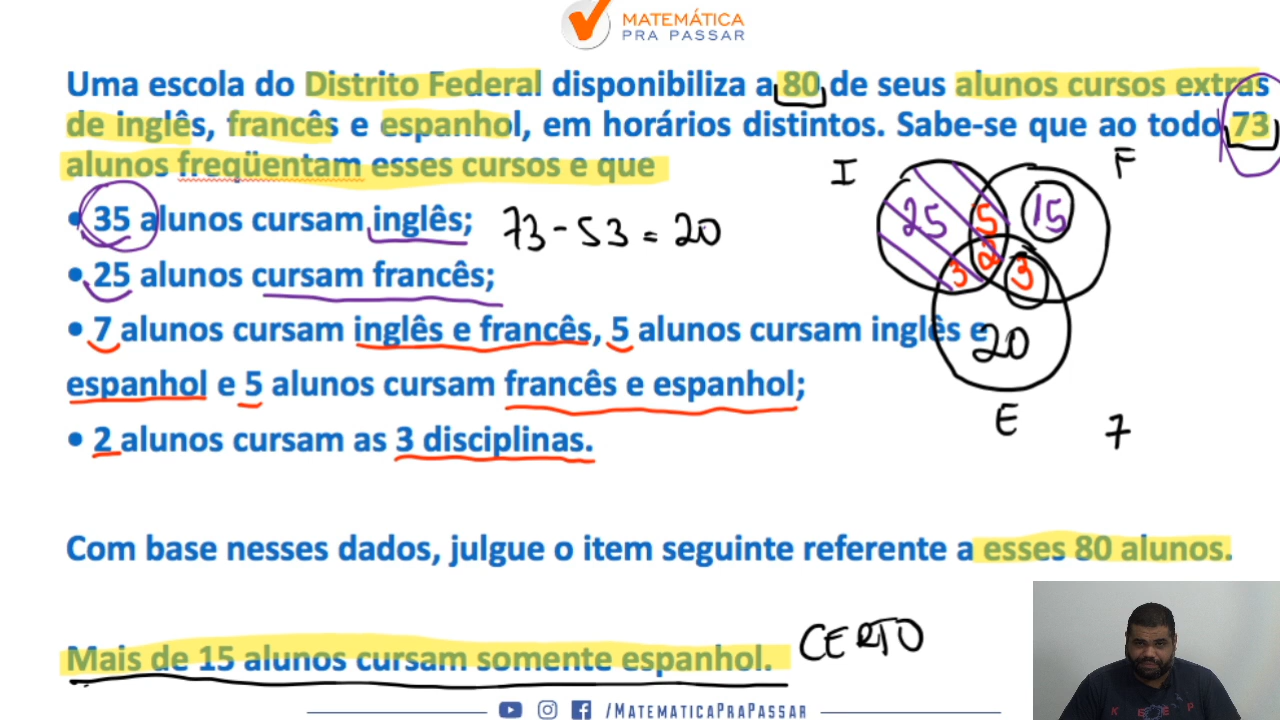 MATEMÁTICA
PRA PASSAR
Uma escola do Distrito Federal disponibiliza a 80 de seus alunos cursos extras
de inglês, francês e espanhol, em horários distintos. Sabe-se que ao todo 73
alunos freqüentam esses cursos e que
I F
• 35 alunos cursam inglês; 73 - 53 = 20
25 5 15
• 25 alunos cursam francês;
3 2 3
• 7 alunos cursam inglês e francês, 5 alunos cursam inglês e
20
espanhol e 5 alunos cursam francês e espanhol;
E 7
• 2 alunos cursam as 3 disciplinas.
Com base nesses dados, julgue o item seguinte referente a esses 80 alunos.
Mais de 15 alunos cursam somente espanhol. CERTO
/MATEMATICAPRAPASSAR